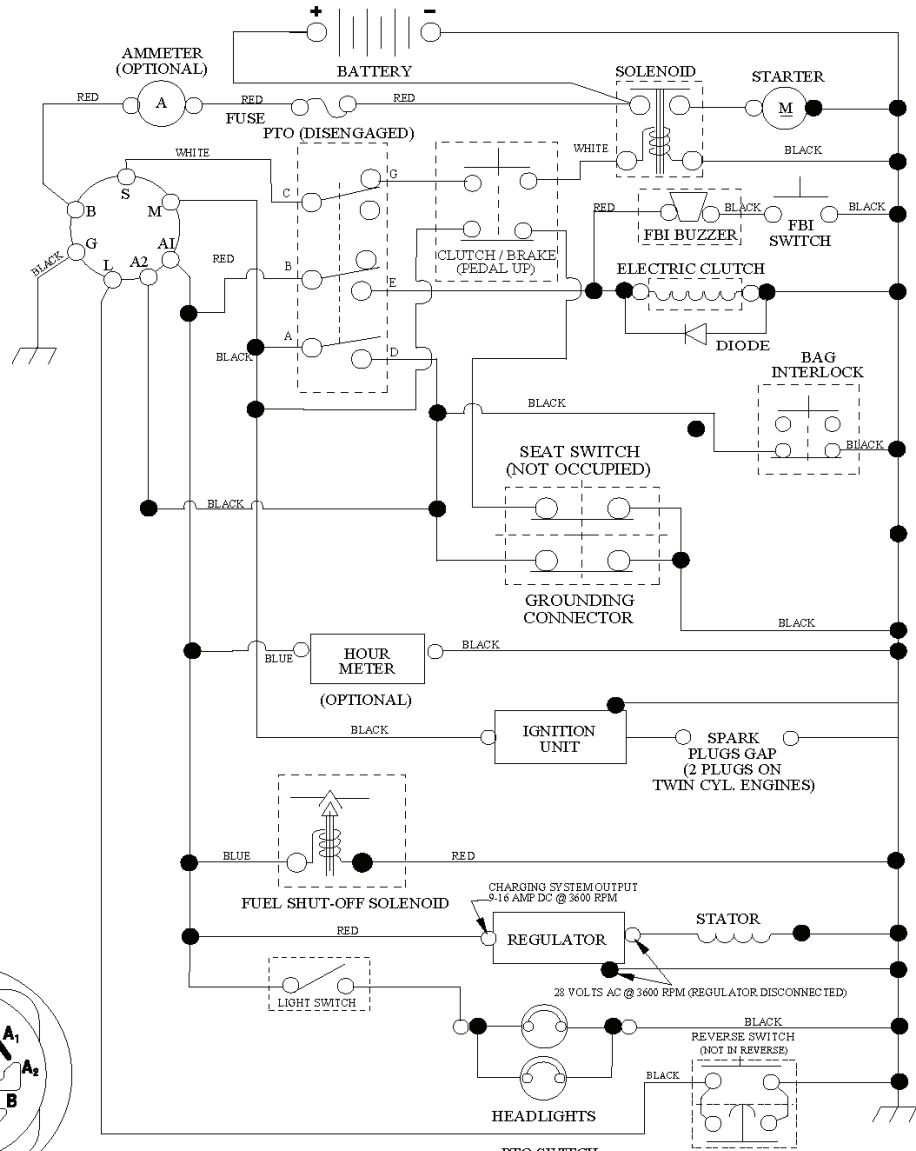 +
-
BATTERY
AMMETER
(OPTIONAL)
SOLENOID
STARTER
RED
A
RED
FUSE
RED
M
PTO (DISENGAGED)
WHITE
S
C
G
WHITE
BLACK
B
M
RED
FBI BUZZER
BLACK
FBI
SWITCH
BLACK
G
BLACK
L
A2
A1
RED
B
E
CLUTCH / BRAKE
(PEDAL UP)
ELECTRIC CLUTCH
DIODE
A
BLACK
D
BAG
INTERLOCK
BLACK
BLACK
SEAT SWITCH
(NOT OCCUPIED)
BLACK
GROUNDING
CONNECTOR
BLACK
BLUE
HOUR
METER
BLACK
(OPTIONAL)
BLACK
IGNITION
UNIT
SPARK
PLUGS GAP
(2 PLUGS ON
TWIN CYL. ENGINES)
BLUE
RED
FUEL SHUT-OFF SOLENOID
CHARGING SYSTEM OUTPUT
9-16 AMP DC @ 3600 RPM
RED
REGULATOR
STATOR
28 VOLTS AC @ 3600 RPM (REGULATOR DISCONNECTED)
LIGHT SWITCH
BLACK
REVERSE SWITCH
(NOT IN REVERSE)
BLACK
HEADLIGHTS
A1
A2
B